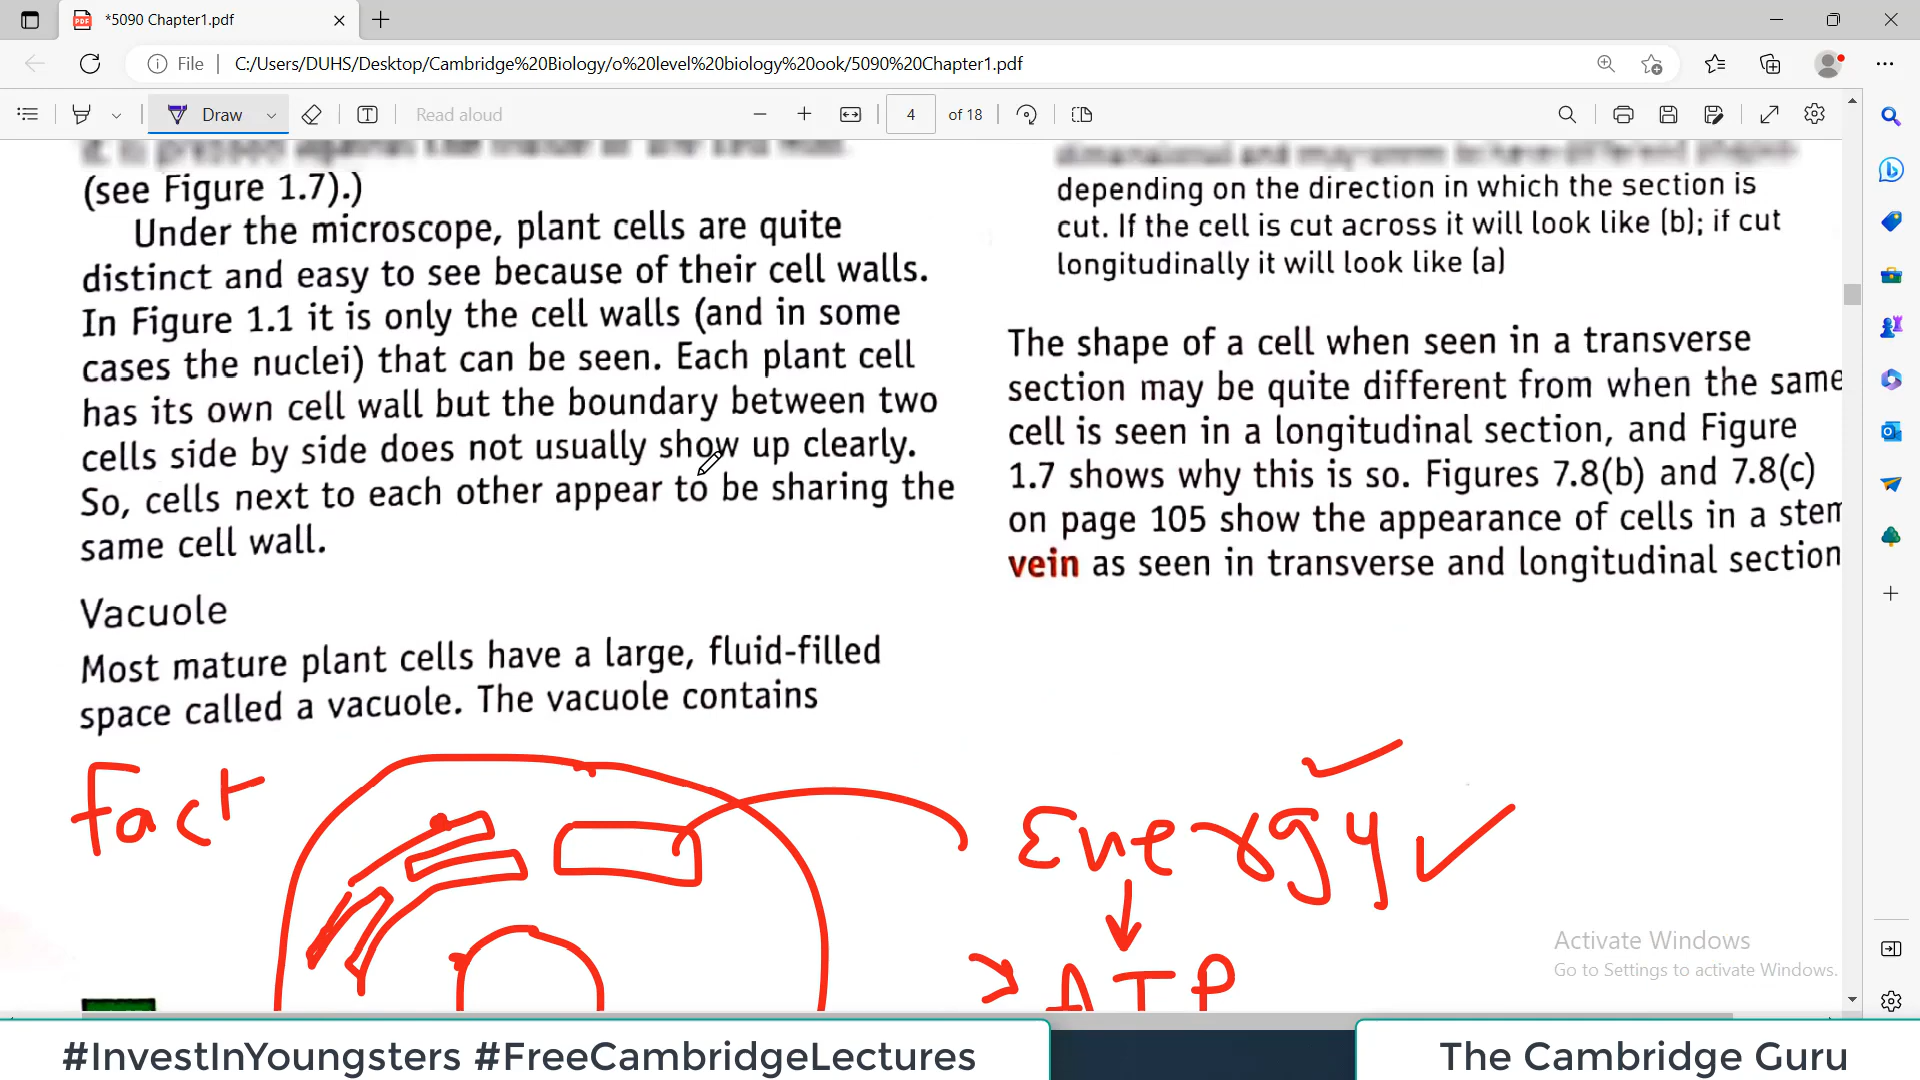 *5090 Chapter1.pdf
File
C:/Users/DUHS/Desktop/Cambridge%20Biology/o%20level%20biology%20ook/5090%20Chapter1.pdf
Draw
Read aloud
4 of 18
(see Figure 1.7).)
Under the microscope, plant cells are quite
distinct and easy to see because of their cell walls.
In Figure 1.1 it is only the cell walls (and in some
cases the nuclei) that can be seen. Each plant cell
has its own cell wall but the boundary between two
cells side by side does not usually show up clearly.
So, cells next to each other appear to be sharing the
same cell wall.
Vacuole
Most mature plant cells have a large, fluid-filled
space called a vacuole. The vacuole contains
depending on the direction in which the section is
cut. If the cell is cut across it will look like (b); if cut
longitudinally it will look like (a)
The shape of a cell when seen in a transverse
section may be quite different from when the same
cell is seen in a longitudinal section, and Figure
1.7 shows why this is so. Figures 7.8(b) and 7.8(c)
on page 105 show the appearance of cells in a stem
vein as seen in transverse and longitudinal section
Fact
Energy
ATP
Activate Windows
Go to Settings to activate Windows.
#InvestInYoungsters #FreeCambridgeLectures
The Cambridge Guru